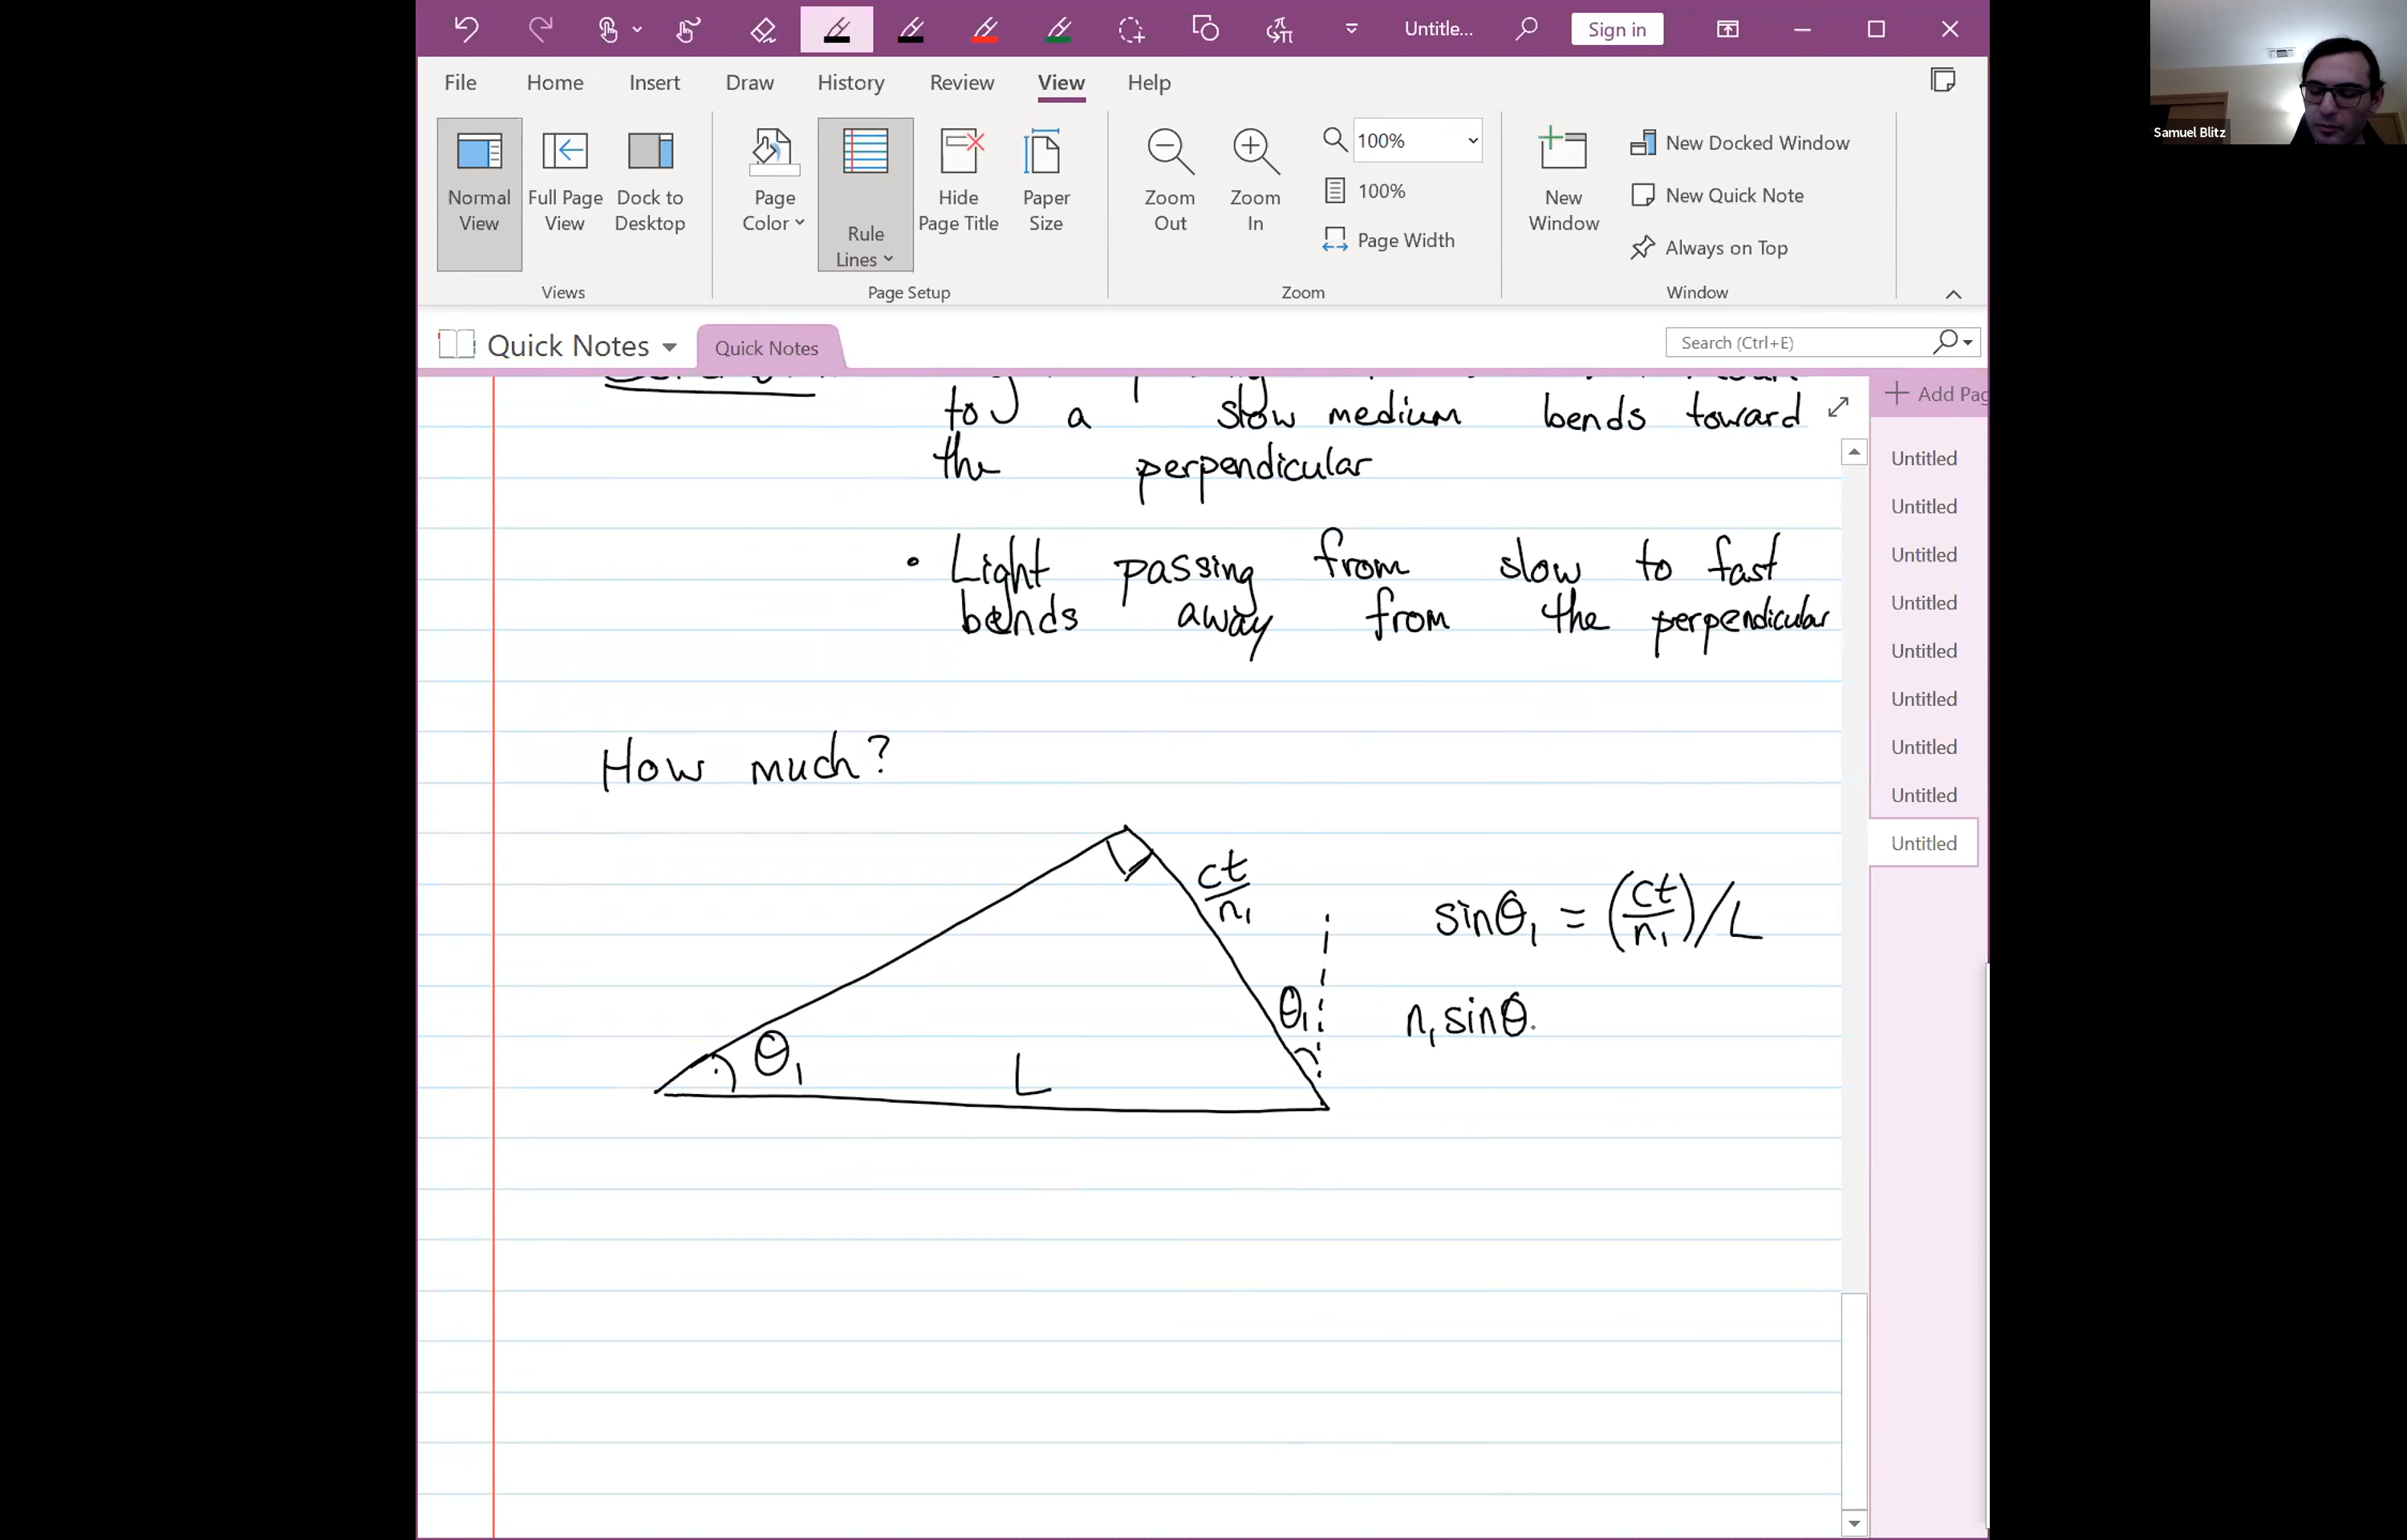 Untitle...
Sign in
File Home Insert Draw History Review View Help
Normal View
Full Page View
Dock to Desktop
Views
Page Color
Rule Lines
Hide Page Title
Paper Size
Page Setup
Zoom Out
Zoom In
100%
100%
Page Width
Zoom
New Window
New Docked Window
New Quick Note
Always on Top
Window
Quick Notes
Quick Notes
Search (Ctrl+E)
Add Pag
Untitled
Untitled
Untitled
Untitled
Untitled
Untitled
Untitled
Untitled
Untitled
to a slow medium bends toward
the perpendicular
• Light passing from slow to fast
bends away from the perpendicular
How much?
ct/n₁
θ₁
θ₁
L
sinθ₁ = (ct/n₁)/L
n₁ sinθ
Samuel Blitz